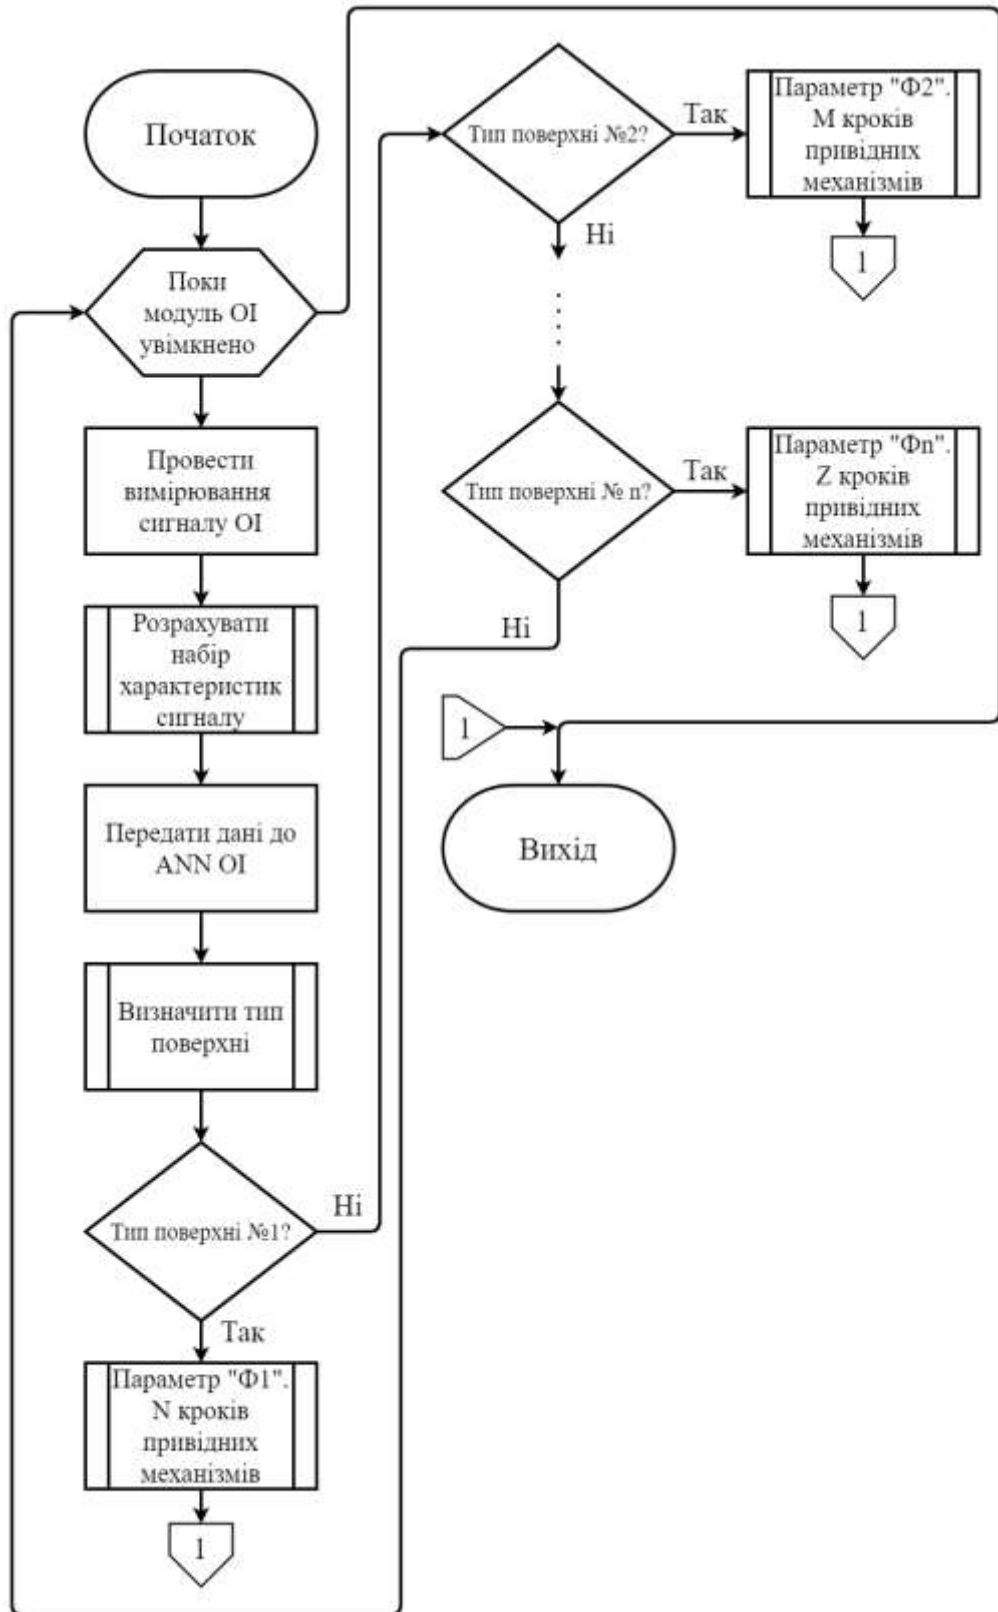 Початок
Поки
модуль ОІ
увімкнено
Провести
вимірювання
сигналу ОІ
Розрахувати
набір
характеристик
сигналу
Передати дані до
ANN ОІ
Визначити тип
поверхні
Тип поверхні №1?
Ні
Так
Параметр "Ф1".
N кроків
привідних
механізмів
1
Тип поверхні №2?
Так
Ні
Параметр "Ф2".
М кроків
привідних
механізмів
1
Тип поверхні № n?
Так
Ні
Параметр "Фn".
Z кроків
привідних
механізмів
1
1
Вихід